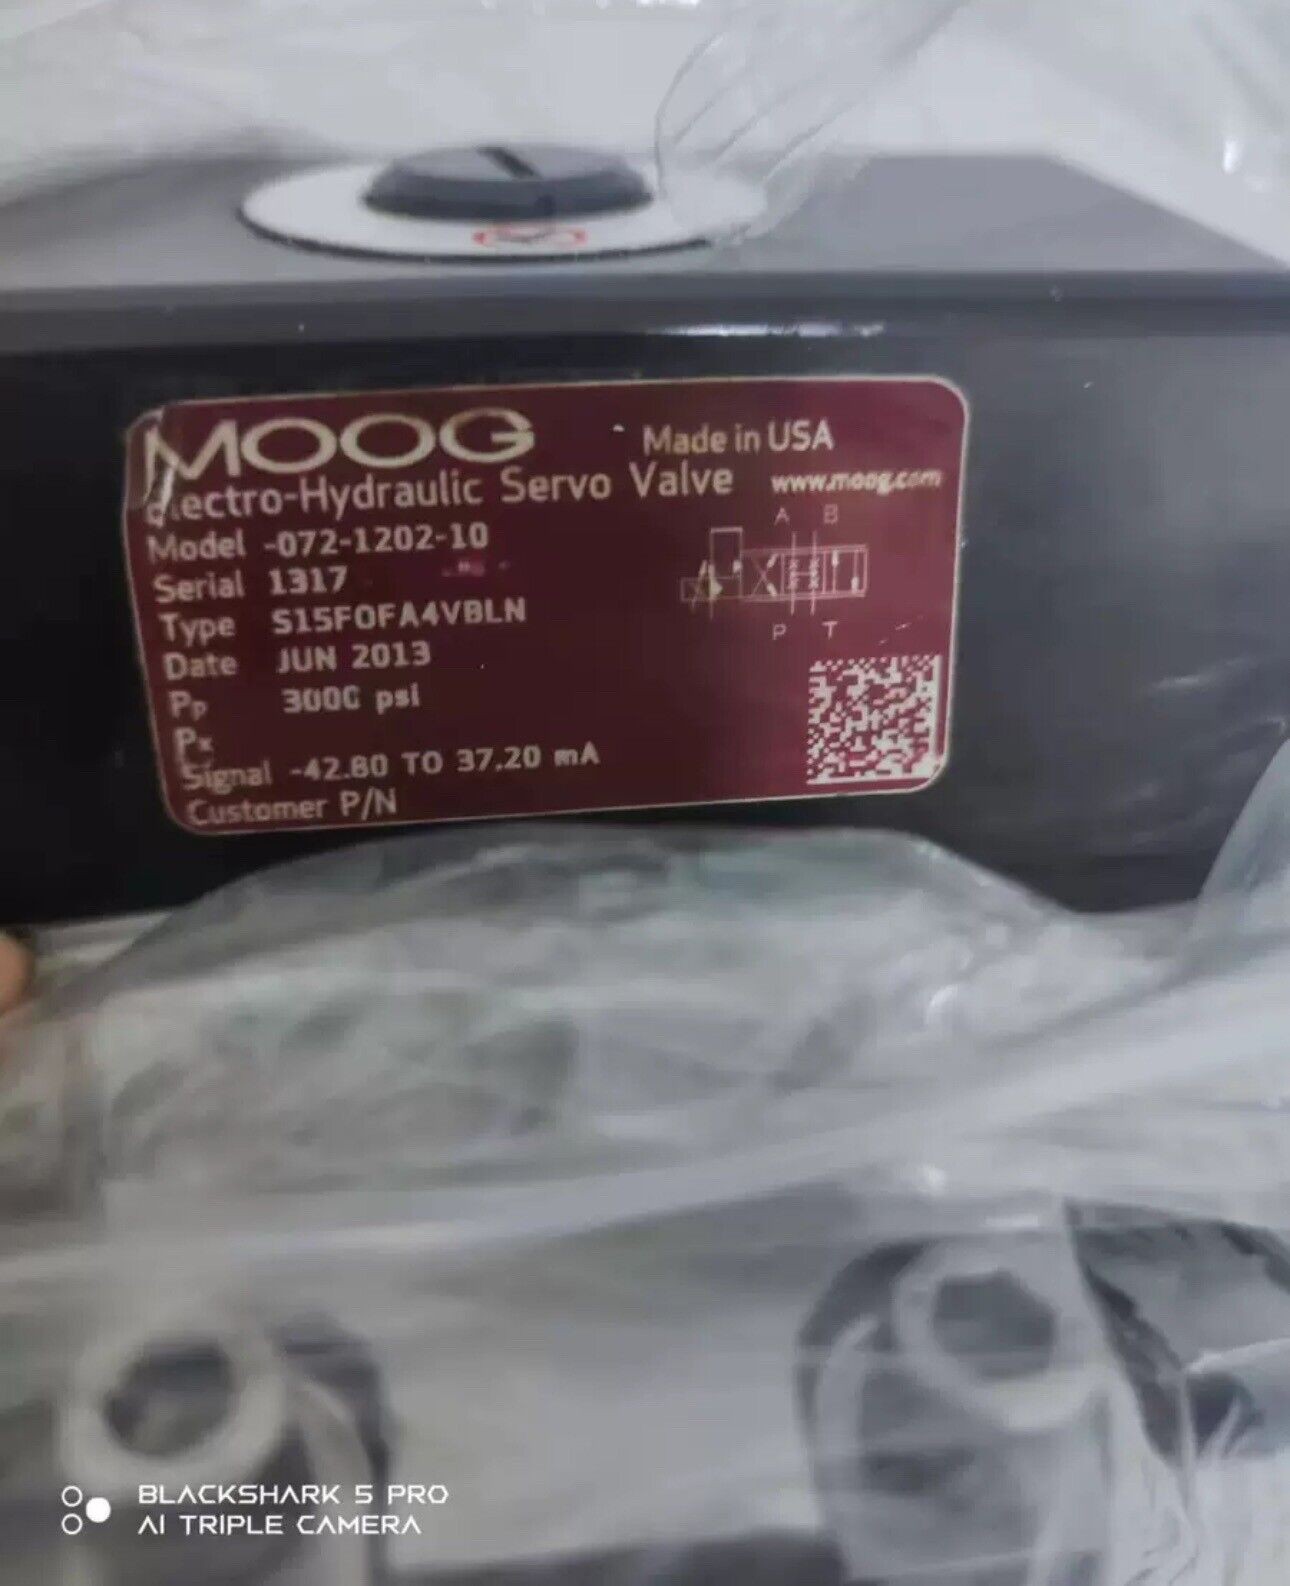 MOOG
Made in USA
Electro-Hydraulic Servo Valve
www.moog.com
Model -072-1202-10
Serial 1317
Type S15FOFA4VBLN
Date JUN 2013
Pp 3000 psi
Px
Signal -42.80 TO 37.20 mA
Customer P/N
A B
P T
BLACKSHARK 5 PRO
AI TRIPLE CAMERA